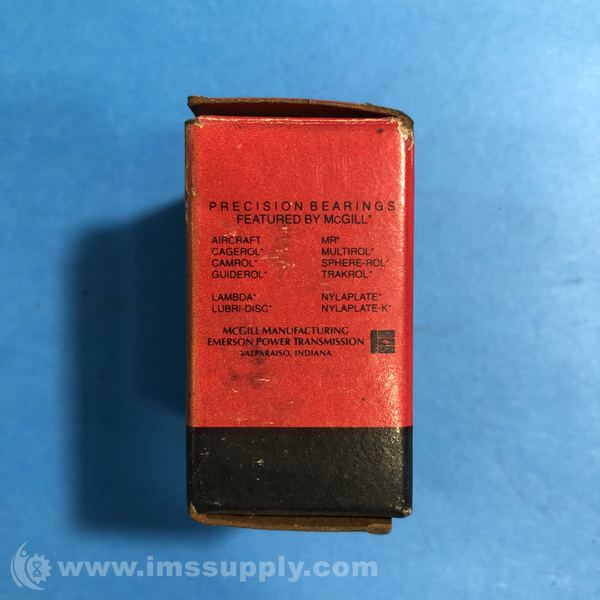 PRECISION BEARINGS
FEATURED BY McGILL*
AIRCRAFT
CAGEROL*
CAMROL*
GUIDEROL*
MR*
MULTIROL*
SPHERE-ROL*
TRAKROL*
LAMBDA*
LUBRI-DISC*
NYLAPLATE*
NYLAPLATE-K*
MCGILL MANUFACTURING
EMERSON POWER TRANSMISSION
VALPARAISO, INDIANA
www.imssupply.com